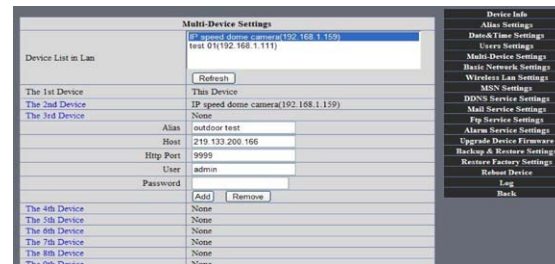 Multi-Device Settings
Device List in Lan
IP speed dome camera(192.168.1.159)
test 01(192.168.1.111)
Refresh
The 1st Device This Device
The 2nd Device IP speed dome camera(192.168.1.159)
The 3rd Device None
Alias outdoor test
Host 219.133.200.166
Http Port 9999
User admin
Password
Add Remove
The 4th Device None
The 5th Device None
The 6th Device None
The 7th Device None
The 8th Device None
The 9th Device None
Device Info
Alias Settings
Date&Time Settings
Users Settings
Multi-Device Settings
Basic Network Settings
Wireless Lan Settings
MSN Settings
DDNS Service Settings
Mail Service Settings
Ftp Service Settings
Alarm Service Settings
Upgrade Device Firmware
Backup & Restore Settings
Restore Factory Settings
Reboot Device
Log
Back